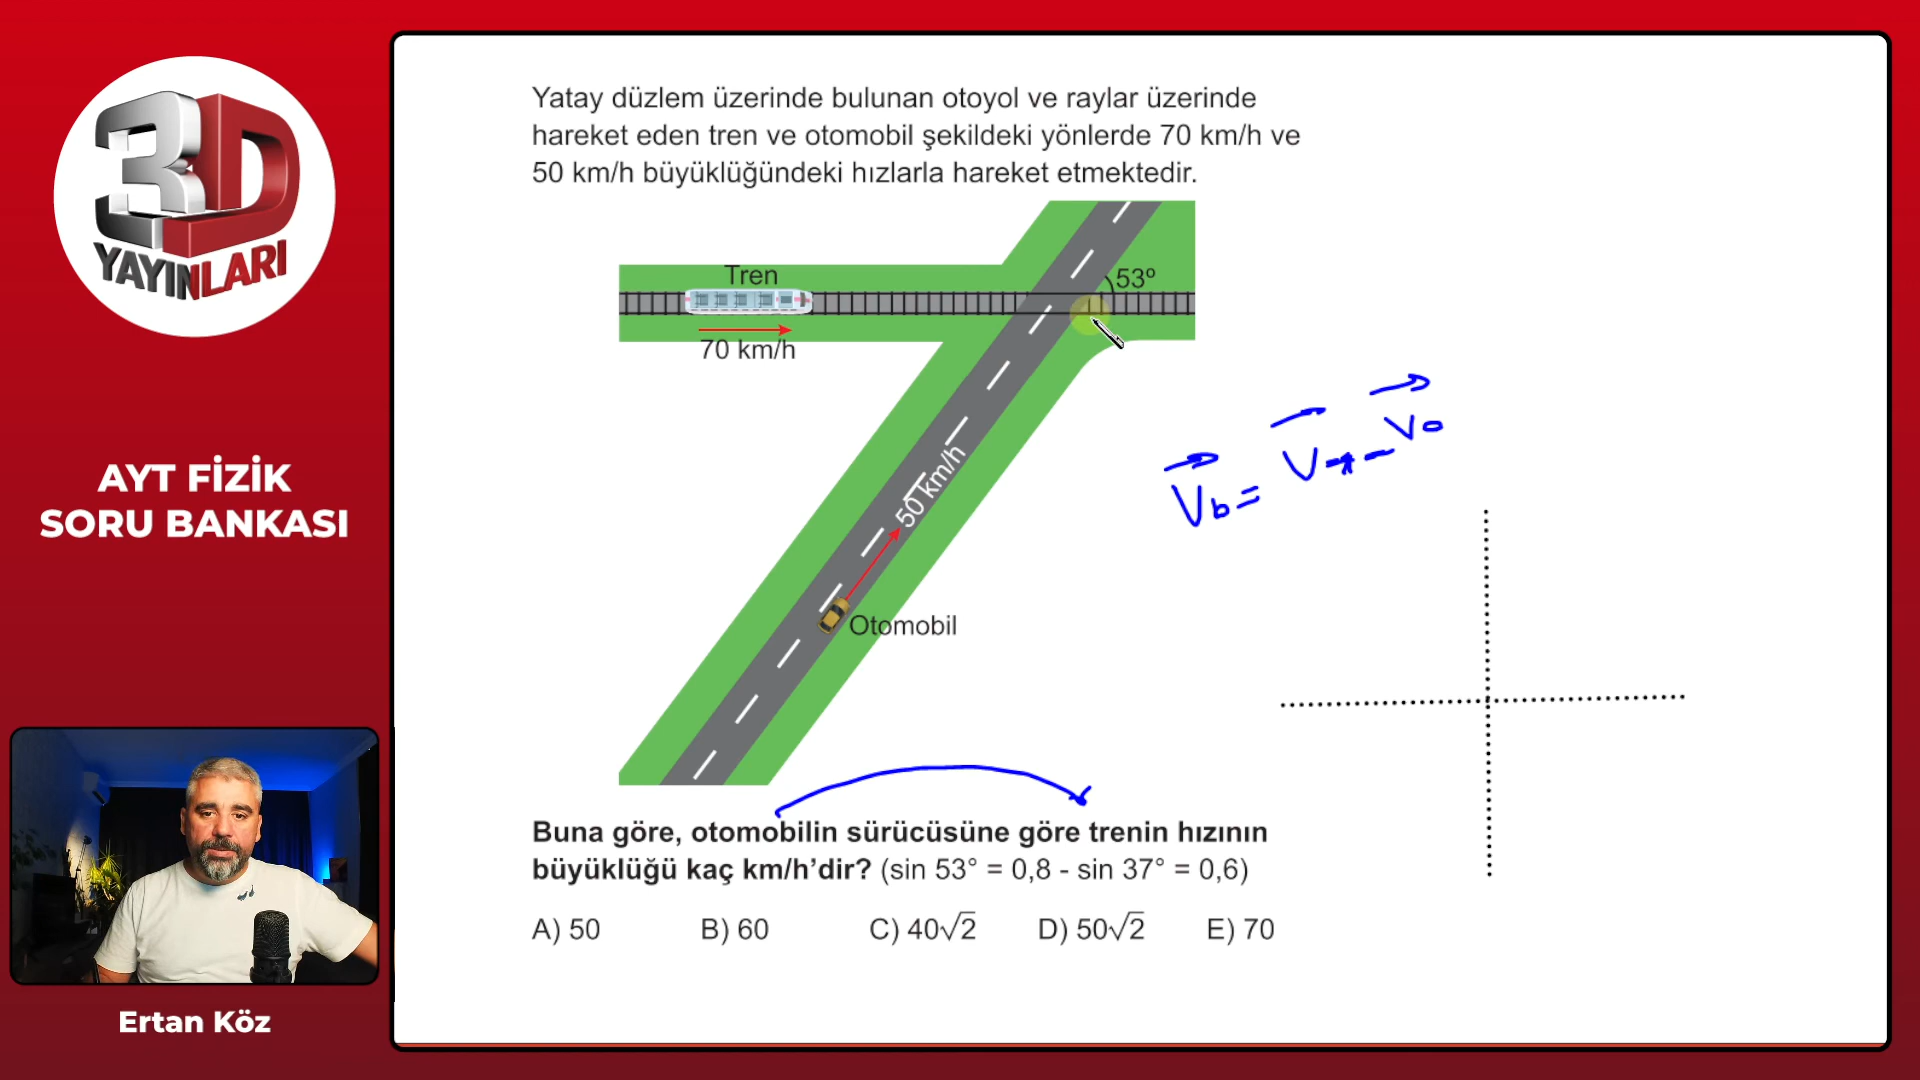 3D
YAYINLARI
AYT FİZİK
SORU BANKASI
Ertan Köz
Yatay düzlem üzerinde bulunan otoyol ve raylar üzerinde
hareket eden tren ve otomobil şekildeki yönlerde 70 km/h ve
50 km/h büyüklüğündeki hızlarla hareket etmektedir.
Tren
53º
70 km/h
50 km/h
Otomobil
Vb = VT - Vo
Buna göre, otomobilin sürücüsüne göre trenin hızının
büyüklüğü kaç km/h’dir? (sin 53° = 0,8 - sin 37° = 0,6)
A) 50 B) 60 C) 40√2 D) 50√2 E) 70